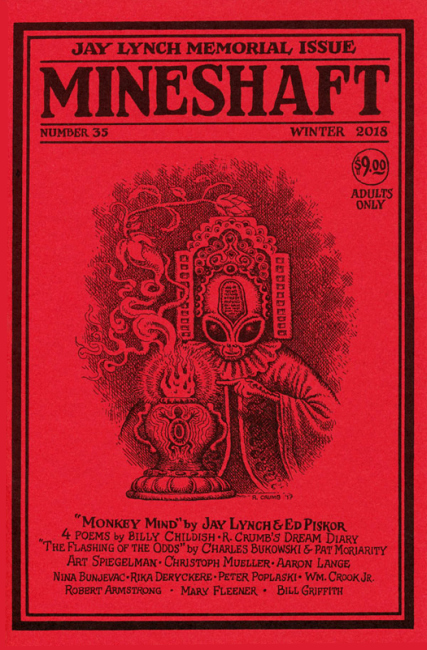 JAY LYNCH MEMORIAL ISSUE
MINESHAFT
NUMBER 35 WINTER 2018
$9.00
ADULTS
ONLY
R. CRUMB '17
"MONKEY MIND" by JAY LYNCH & ED PISKOR
4 POEMS by BILLY CHILDISH • R. CRUMB'S DREAM DIARY
"THE FLASHING OF THE ODDS" by CHARLES BUKOWSKI & PAT MORIARITY
ART SPIEGELMAN • CHRISTOPH MUELLER • AARON LANGE
NINA BUNJEVAC • RIKA DERYCKERE • PETER POPLASKI • WM. CROOK JR.
ROBERT ARMSTRONG • MARY FLEENER • BILL GRIFFITH